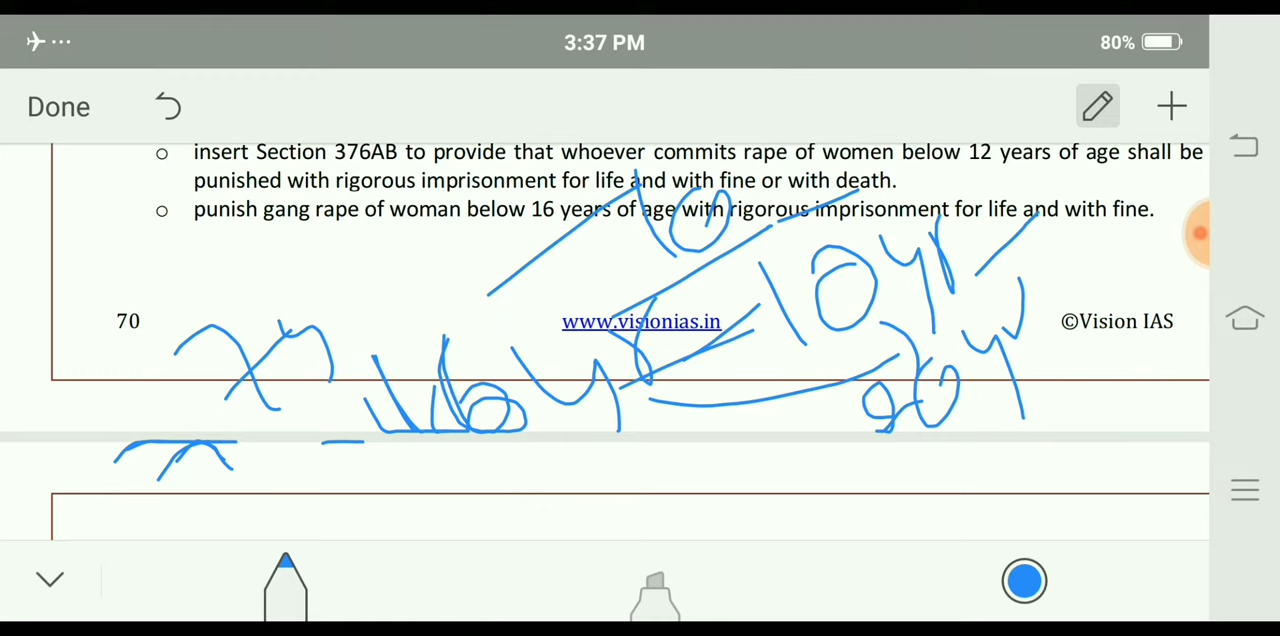 3:37 PM
80%
Done
o insert Section 376AB to provide that whoever commits rape of women below 12 years of age shall be
punished with rigorous imprisonment for life and with fine or with death.
o punish gang rape of woman below 16 years of age with rigorous imprisonment for life and with fine.
10yr
70
www.visionias.in
©Vision IAS
16yr
20yr